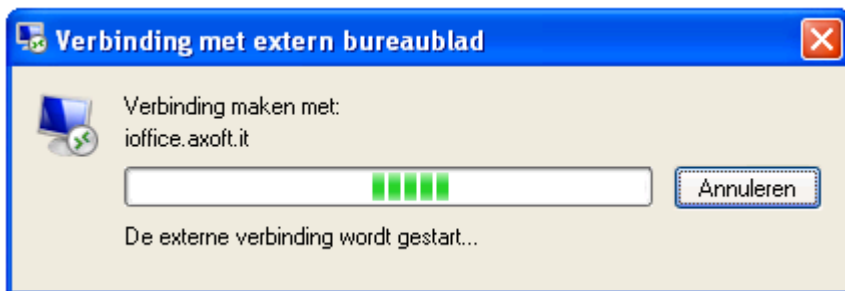 Verbinding met extern bureaublad
Verbinding maken met:
ioffice.axoft.it
Annuleren
De externe verbinding wordt gestart...